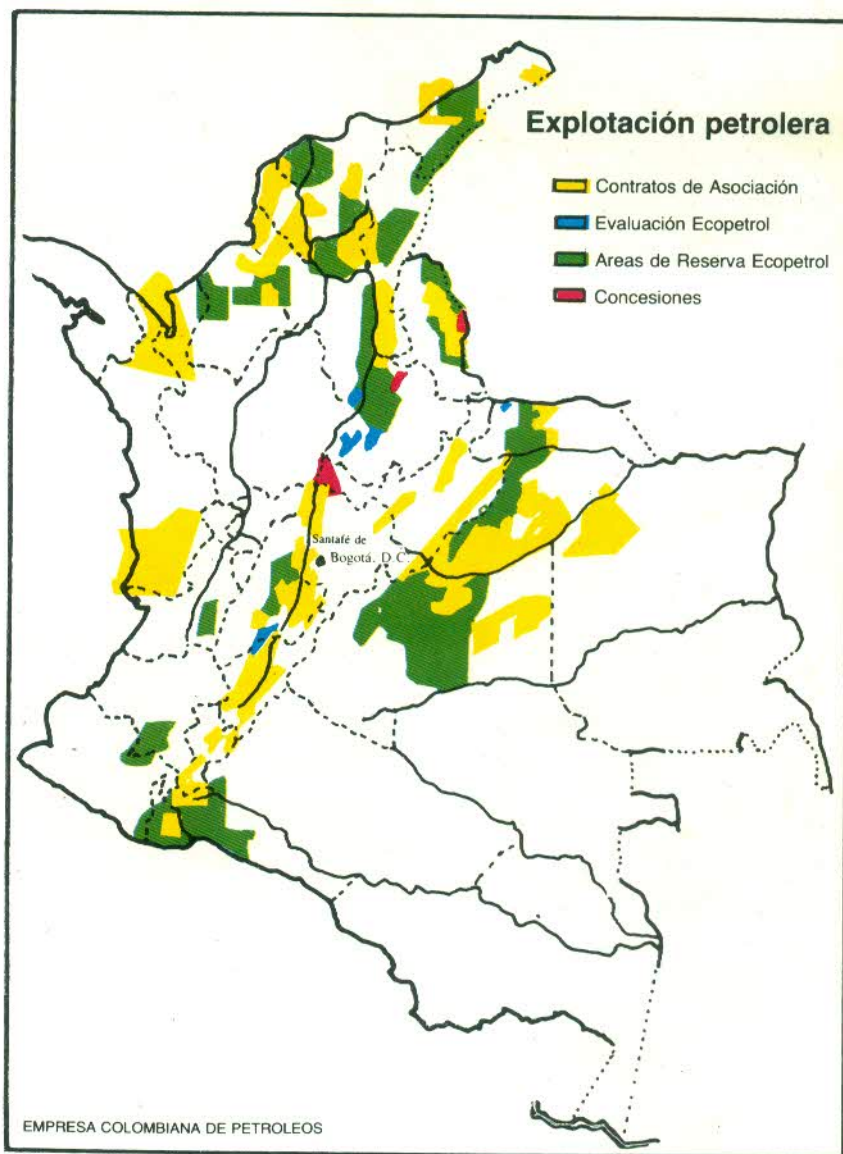 Explotación petrolera
Contratos de Asociación
Evaluación Ecopetrol
Areas de Reserva Ecopetrol
Concesiones
Santafé de
Bogotá, D.C.
EMPRESA COLOMBIANA DE PETROLEOS